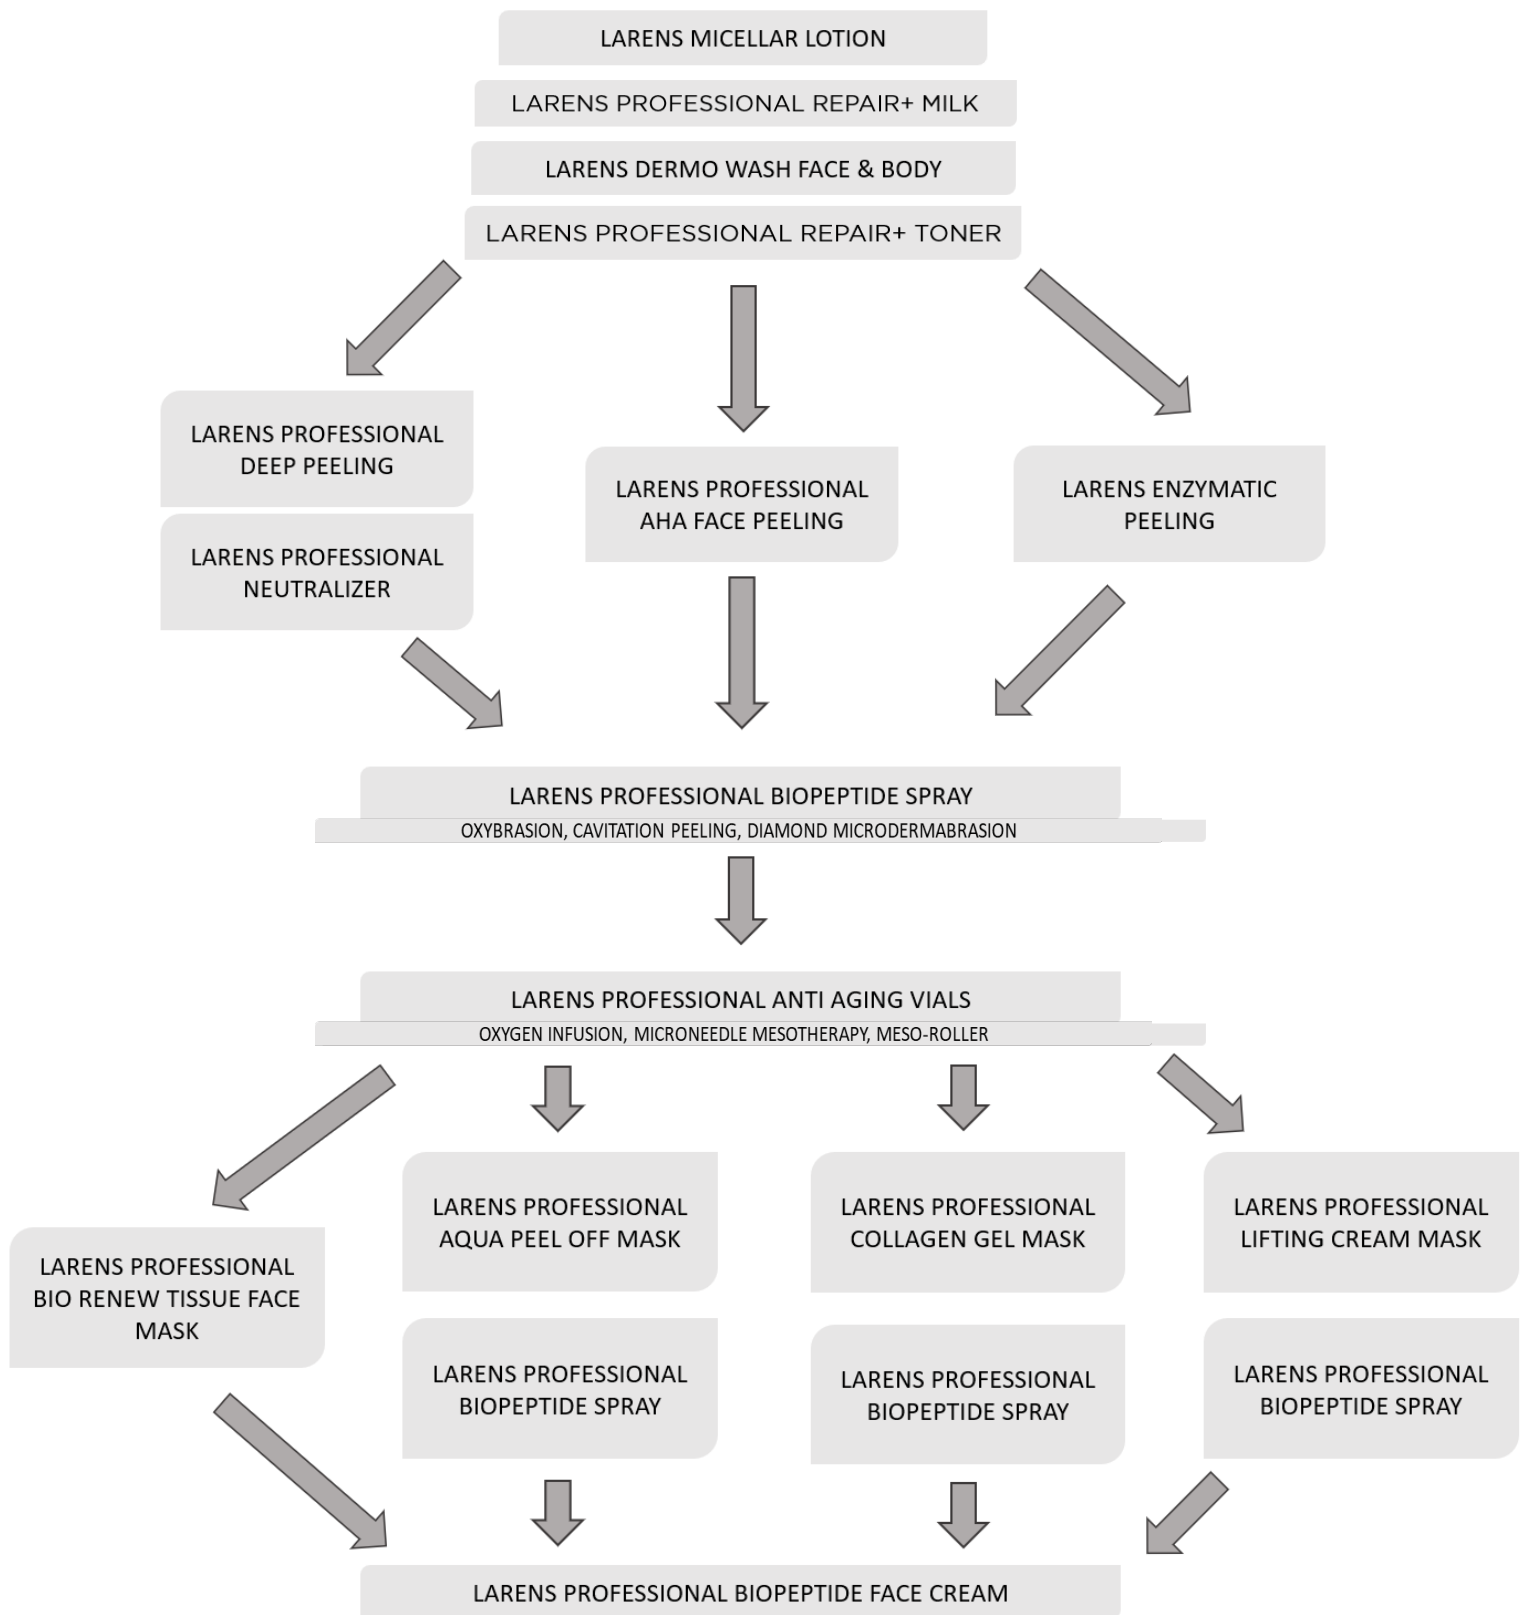 LARENS MICELLAR LOTION
LARENS PROFESSIONAL REPAIR+ MILK
LARENS DERMO WASH FACE & BODY
LARENS PROFESSIONAL REPAIR+ TONER
LARENS PROFESSIONAL
DEEP PEELING
LARENS PROFESSIONAL
NEUTRALIZER
LARENS PROFESSIONAL
AHA FACE PEELING
LARENS ENZYMATIC
PEELING
LARENS PROFESSIONAL BIOPEPTIDE SPRAY
OXYBRASION, CAVITATION PEELING, DIAMOND MICRODERMABRASION
LARENS PROFESSIONAL ANTI AGING VIALS
OXYGEN INFUSION, MICRONEEDLE MESOTHERAPY, MESO-ROLLER
LARENS PROFESSIONAL
BIO RENEW TISSUE FACE
MASK
LARENS PROFESSIONAL
AQUA PEEL OFF MASK
LARENS PROFESSIONAL
BIOPEPTIDE SPRAY
LARENS PROFESSIONAL
COLLAGEN GEL MASK
LARENS PROFESSIONAL
BIOPEPTIDE SPRAY
LARENS PROFESSIONAL
LIFTING CREAM MASK
LARENS PROFESSIONAL
BIOPEPTIDE SPRAY
LARENS PROFESSIONAL BIOPEPTIDE FACE CREAM